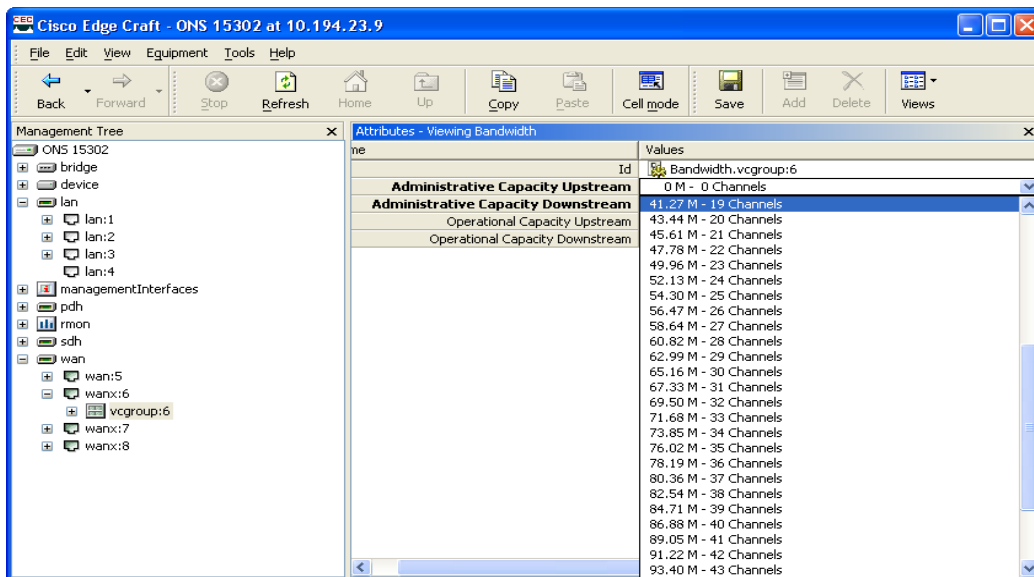 CEC Cisco Edge Craft - ONS 15302 at 10.194.23.9
File Edit View Equipment Tools Help
Back Forward Stop Refresh Home Up Copy Paste Cell mode Save Add Delete Views
Management Tree
ONS 15302
bridge
device
lan
lan:1
lan:2
lan:3
lan:4
managementInterfaces
pdh
rmon
sdh
wan
wan:5
wanx:6
vcgroup:6
wanx:7
wanx:8
Attributes - Viewing Bandwidth
me Values
Id Bandwidth.vcgroup:6
Administrative Capacity Upstream 0 M - 0 Channels
Administrative Capacity Downstream
Operational Capacity Upstream
Operational Capacity Downstream
41.27 M - 19 Channels
43.44 M - 20 Channels
45.61 M - 21 Channels
47.78 M - 22 Channels
49.96 M - 23 Channels
52.13 M - 24 Channels
54.30 M - 25 Channels
56.47 M - 26 Channels
58.64 M - 27 Channels
60.82 M - 28 Channels
62.99 M - 29 Channels
65.16 M - 30 Channels
67.33 M - 31 Channels
69.50 M - 32 Channels
71.68 M - 33 Channels
73.85 M - 34 Channels
76.02 M - 35 Channels
78.19 M - 36 Channels
80.36 M - 37 Channels
82.54 M - 38 Channels
84.71 M - 39 Channels
86.88 M - 40 Channels
89.05 M - 41 Channels
91.22 M - 42 Channels
93.40 M - 43 Channels